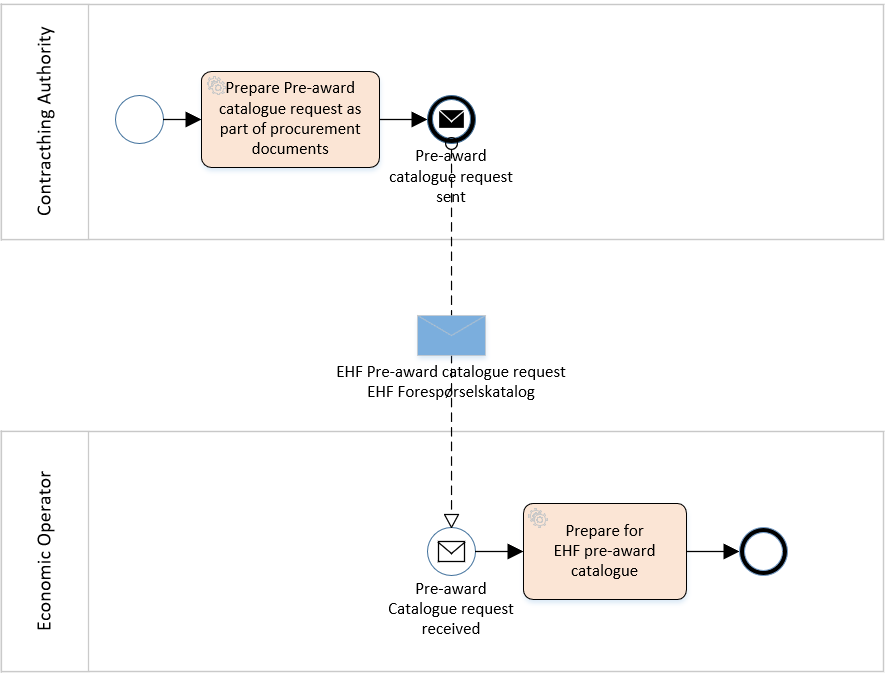 Contracthing Authority
Prepare Pre-award
catalogue request as
part of procurement
documents
Pre-award
catalogue request
sent
EHF Pre-award catalogue request
EHF Forespørselskatalog
Economic Operator
Pre-award
Catalogue request
received
Prepare for
EHF pre-award
catalogue